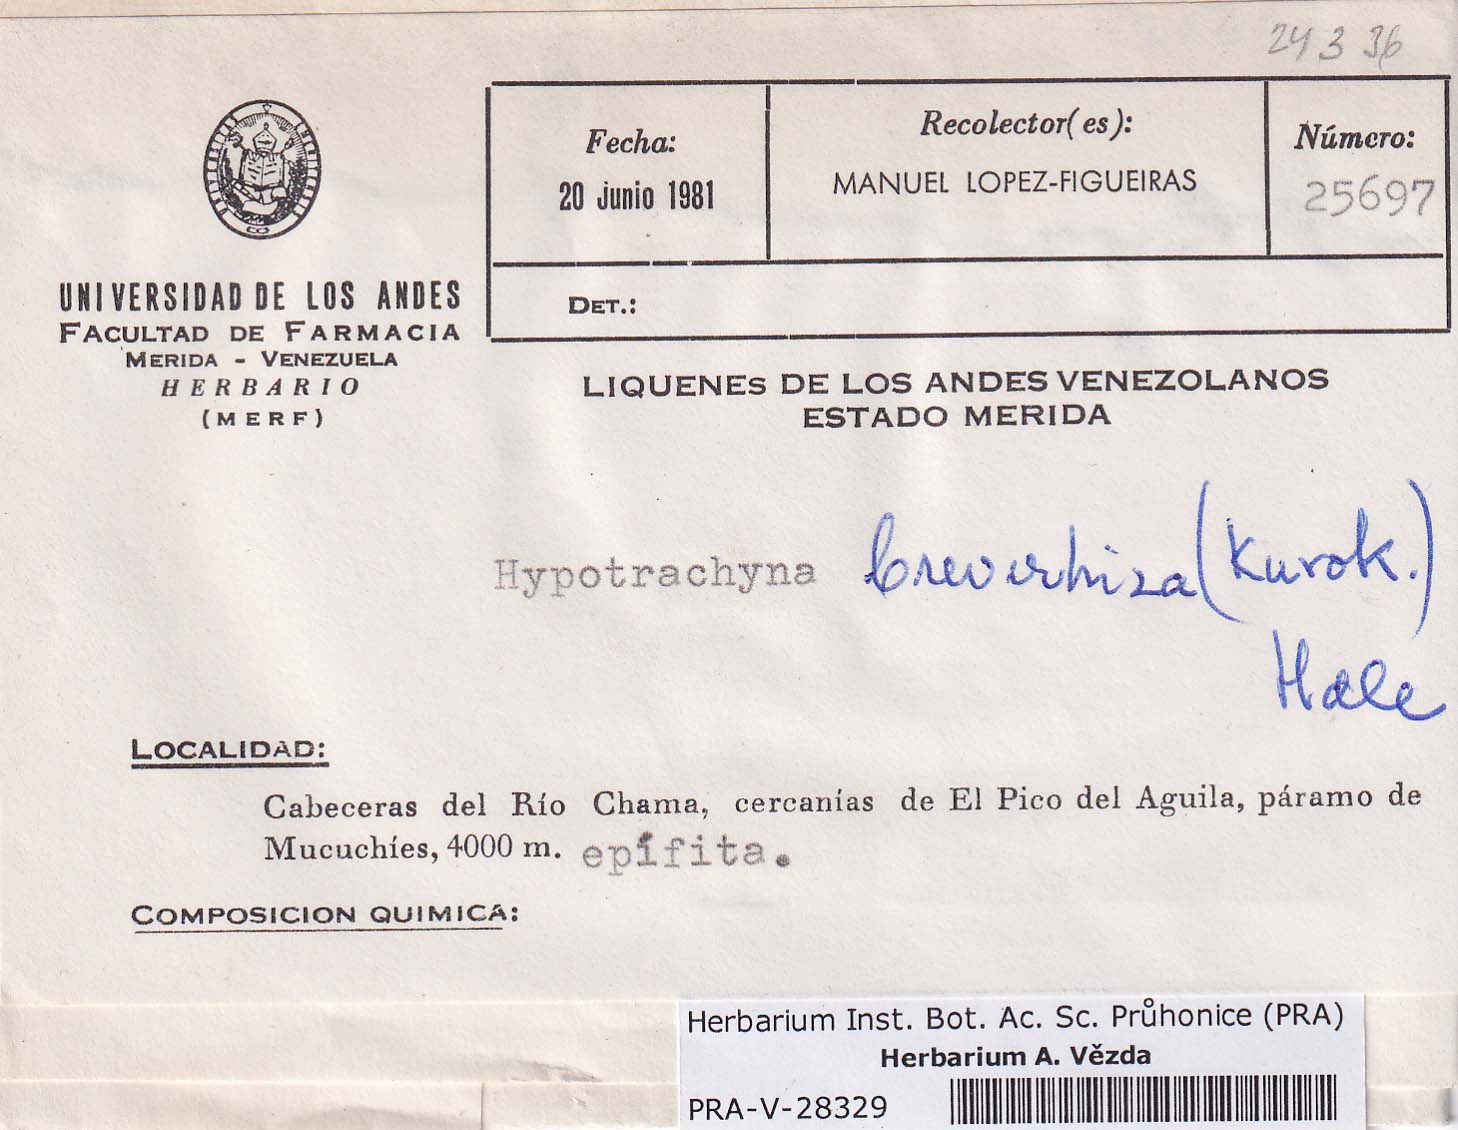 24 3 36
Fecha:
20 junio 1981
Recolector(es):
MANUEL LOPEZ-FIGUEIRAS
Número:
25697
DET.:
UNIVERSIDAD DE LOS ANDES
FACULTAD DE FARMACIA
MERIDA - VENEZUELA
HERBARIO
(MERF)
LIQUENES DE LOS ANDES VENEZOLANOS
ESTADO MERIDA
Hypotrachyna brevirhiza (Kurok.)
Hale
LOCALIDAD:
Cabeceras del Río Chama, cercanías de El Pico del Aguila, páramo de
Mucuchíes, 4000 m. epífita.
COMPOSICION QUIMICA:
Herbarium Inst. Bot. Ac. Sc. Průhonice (PRA)
Herbarium A. Vězda
PRA-V-28329